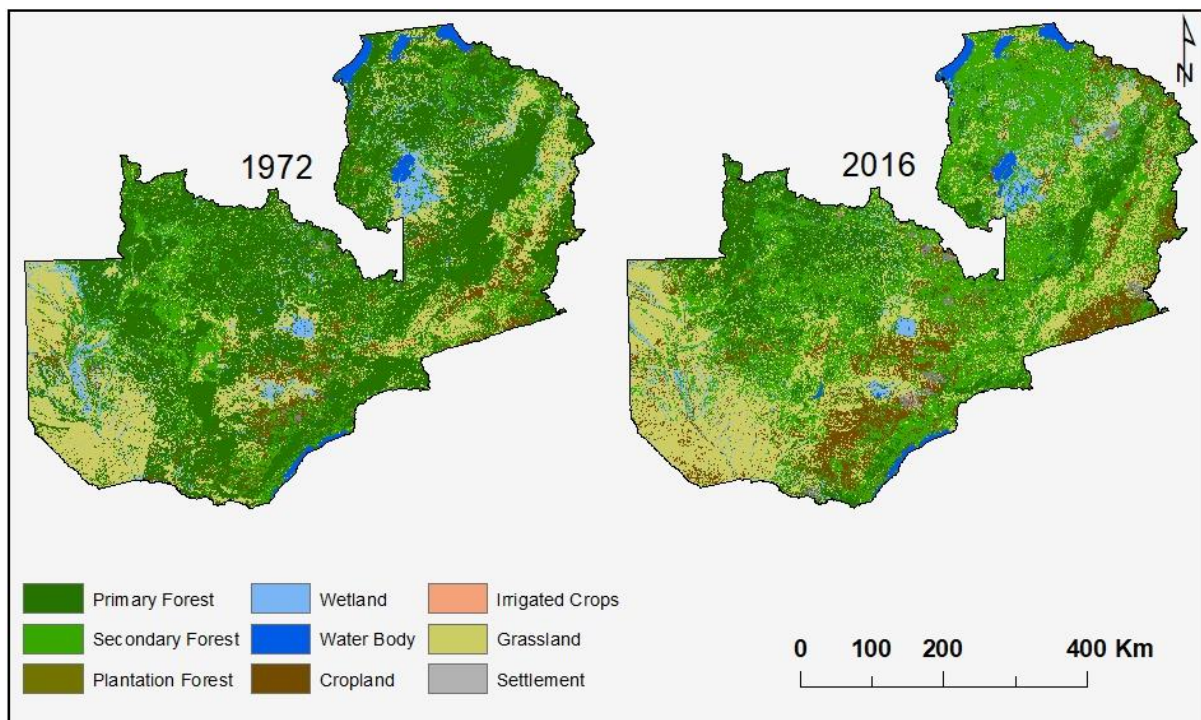 1972
2016
N
Primary Forest
Wetland
Irrigated Crops
Secondary Forest
Water Body
Grassland
Plantation Forest
Cropland
Settlement
0 100 200 400 Km